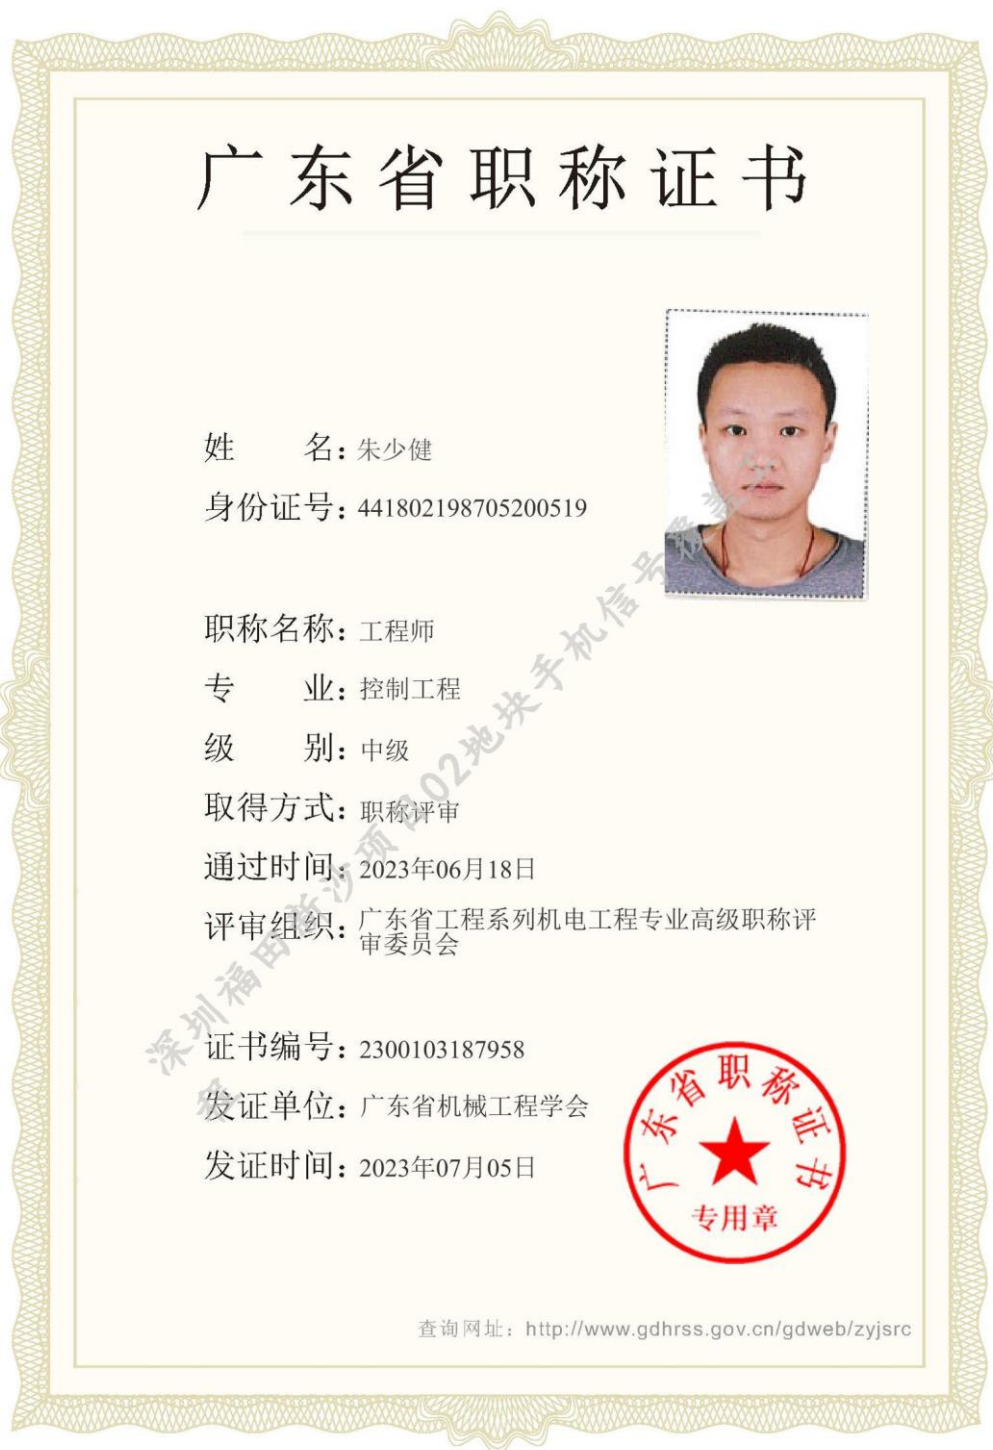 广东省职称证书
姓 名：朱少健
身份证号：441802198705200519
职称名称：工程师
专 业：控制工程
级 别：中级
取得方式：职称评审
通过时间：2023年06月18日
评审组织：广东省工程系列机电工程专业高级职称评
审委员会
证书编号：2300103187958
发证单位：广东省机械工程学会
发证时间：2023年07月05日
广东省职称证书
专用章
查询网址：http://www.gdhrss.gov.cn/gdweb/zyjsrc
深圳福田新沙项目02地块手机信号覆盖